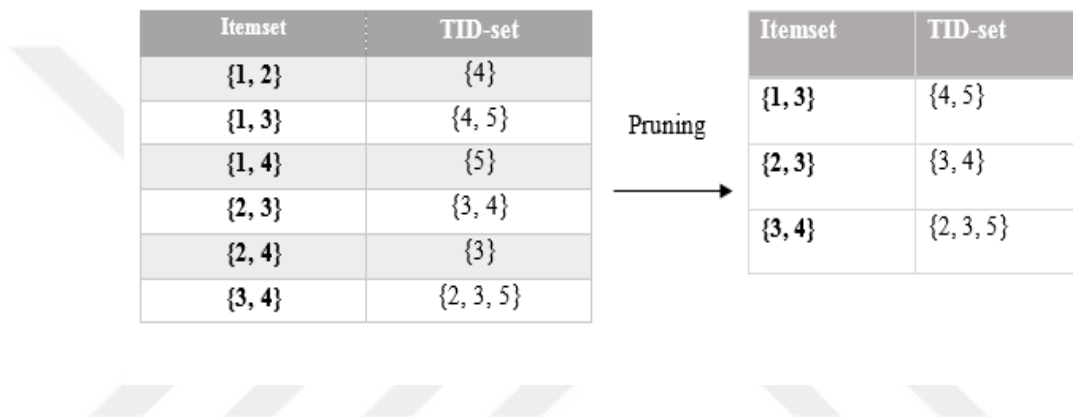 Itemset TID-set
{1, 2} {4}
{1, 3} {4, 5}
{1, 4} {5}
{2, 3} {3, 4}
{2, 4} {3}
{3, 4} {2, 3, 5}
Pruning
Itemset TID-set
{1, 3} {4, 5}
{2, 3} {3, 4}
{3, 4} {2, 3, 5}